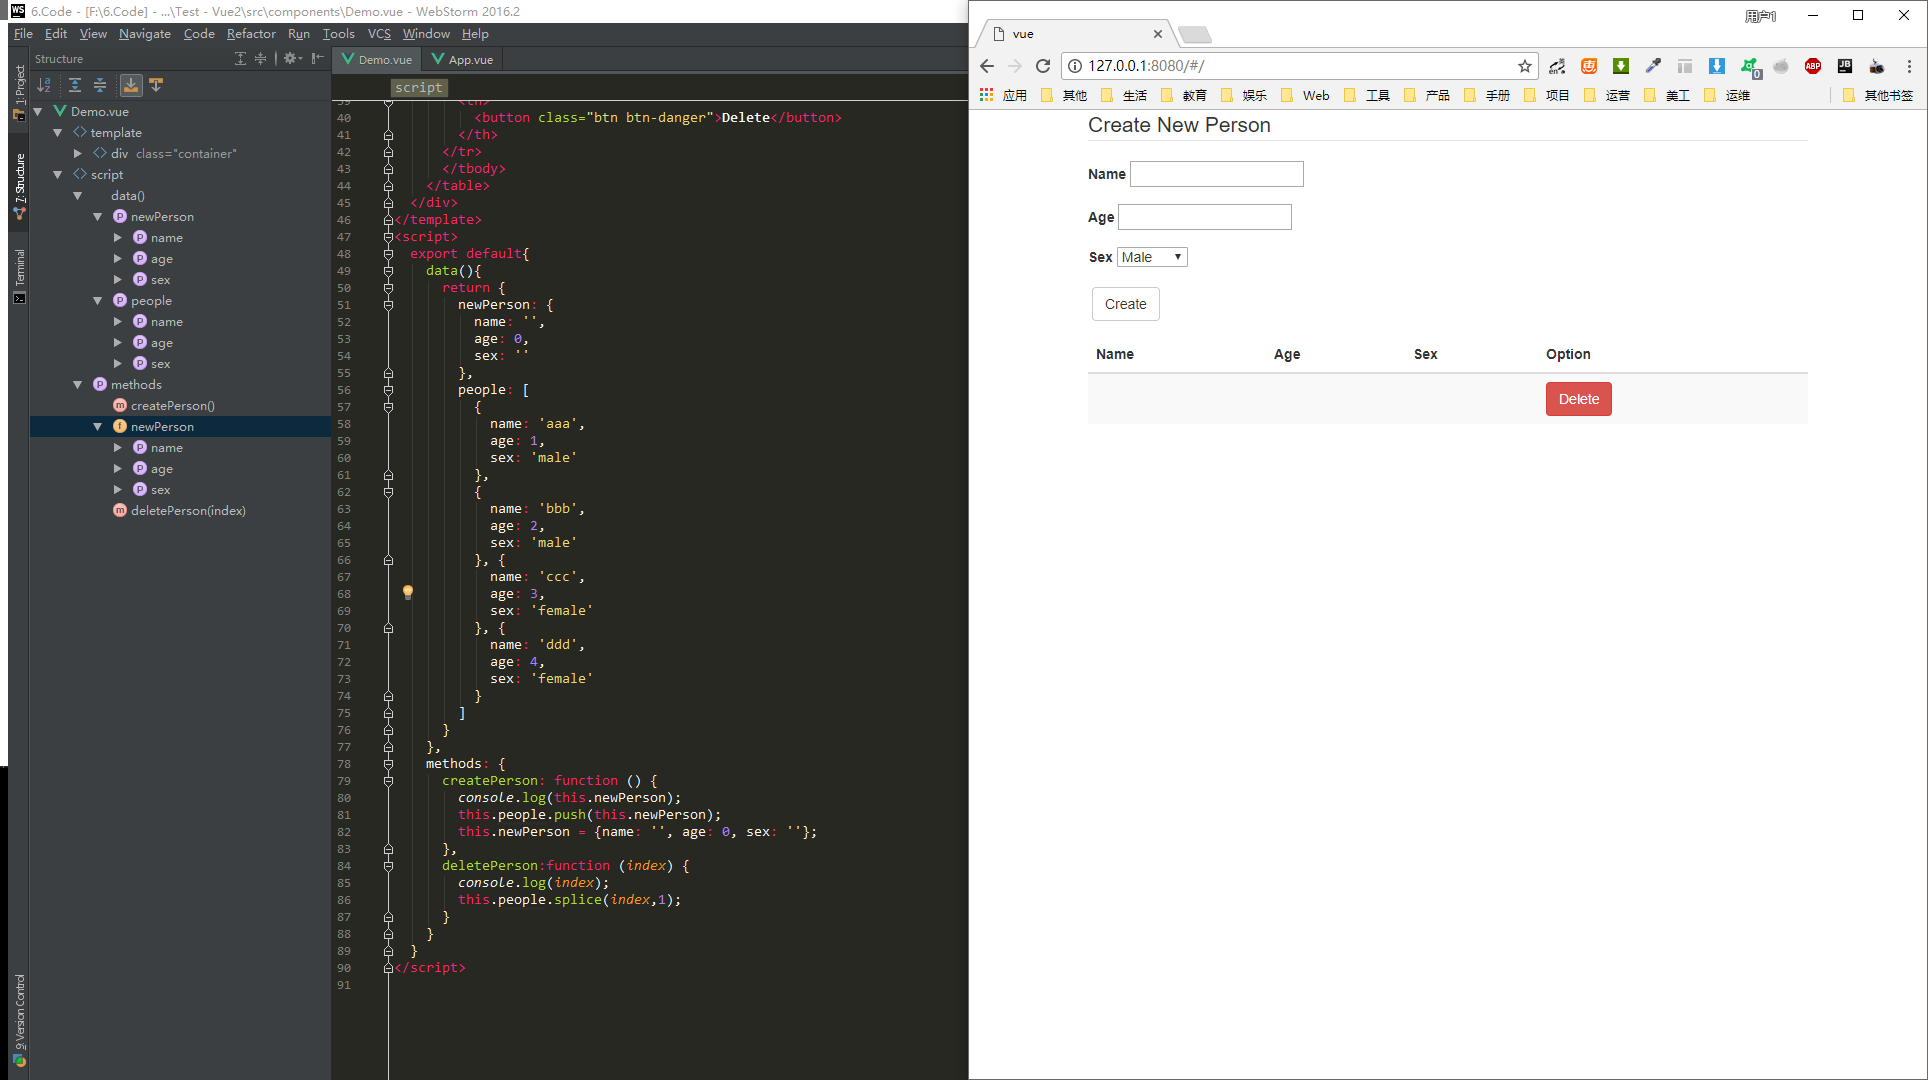 6.Code - [F:\6.Code] - ...\Test - Vue2\src\components\Demo.vue - WebStorm 2016.2
File Edit View Navigate Code Refactor Run Tools VCS Window Help
1: Project
7: Structure
Terminal
9: Version Control
Structure
Demo.vue
template
div class="container"
script
data()
newPerson
name
age
sex
people
name
age
sex
methods
createPerson()
newPerson
name
age
sex
deletePerson(index)
Demo.vue App.vue
script
40 <button class="btn btn-danger">Delete</button>
41 </th>
42 </tr>
43 </tbody>
44 </table>
45 </div>
46 </template>
47 <script>
48 export default{
49 data(){
50 return {
51 newPerson: {
52 name: '',
53 age: 0,
54 sex: ''
55 },
56 people: [
57 {
58 name: 'aaa',
59 age: 1,
60 sex: 'male'
61 },
62 {
63 name: 'bbb',
64 age: 2,
65 sex: 'male'
66 }, {
67 name: 'ccc',
68 age: 3,
69 sex: 'female'
70 }, {
71 name: 'ddd',
72 age: 4,
73 sex: 'female'
74 }
75 ]
76 }
77 },
78 methods: {
79 createPerson: function () {
80 console.log(this.newPerson);
81 this.people.push(this.newPerson);
82 this.newPerson = {name: '', age: 0, sex: ''};
83 },
84 deletePerson:function (index) {
85 console.log(index);
86 this.people.splice(index,1);
87 }
88 }
89 }
90 </script>
91
用户1
vue
127.0.0.1:8080/#/
应用 其他 生活 教育 娱乐 Web 工具 产品 手册 项目 运营 美工 运维 其他书签
Create New Person
Name
Age
Sex Male
Create
Name Age Sex Option
Delete